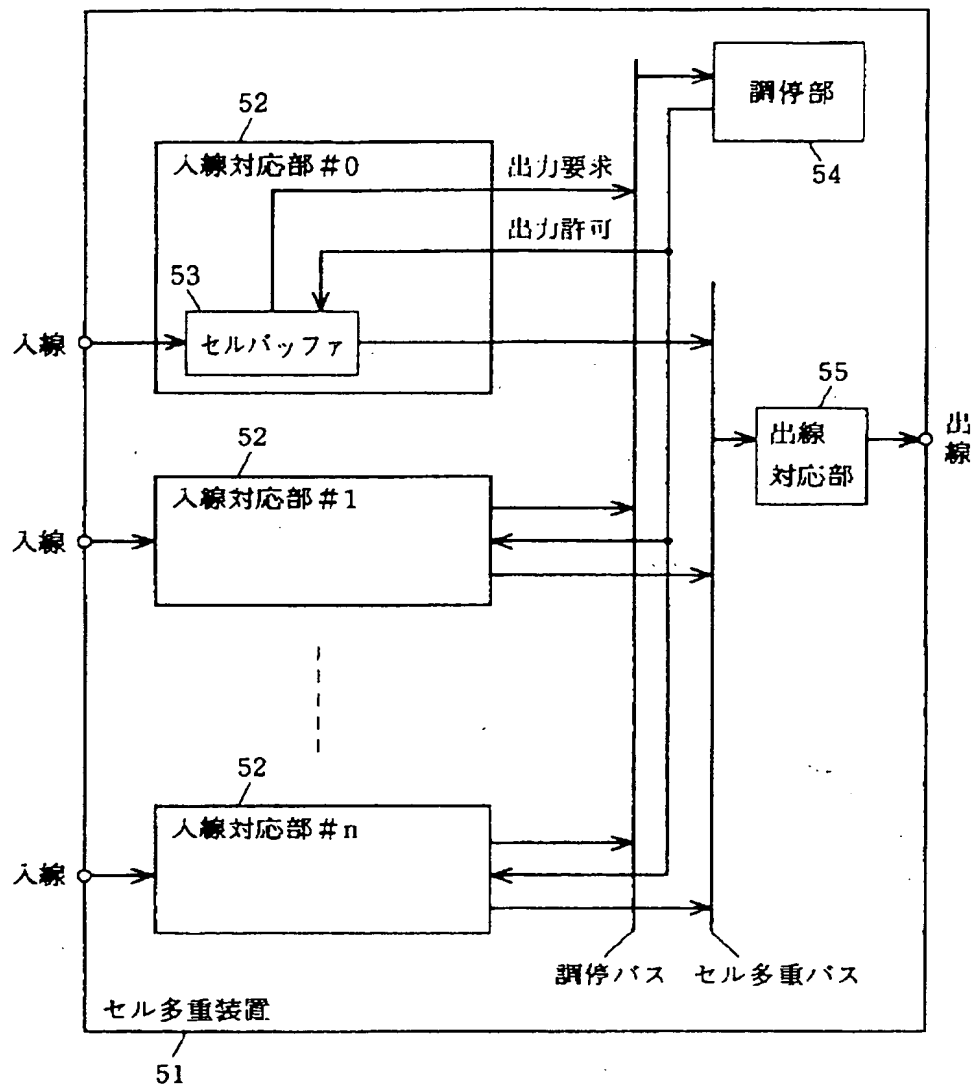 調停部
54
52
入線対応部#0
出力要求
出力許可
53
セルバッファ
入線
55
出線
対応部
出線
52
入線対応部#1
入線
52
入線対応部#n
入線
調停バス
セル多重バス
セル多重装置
51